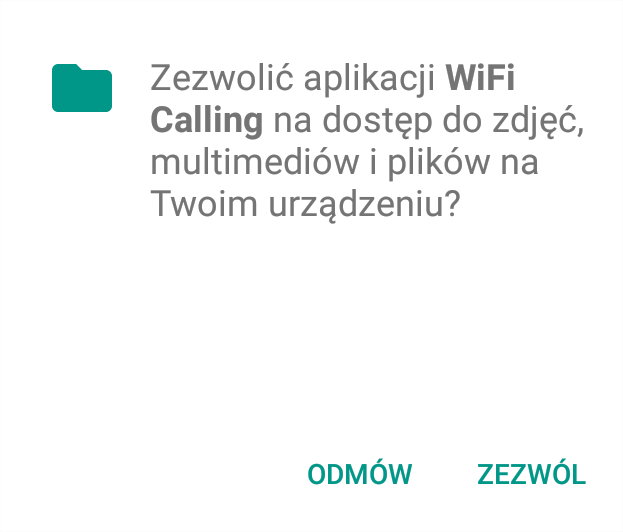 Zezwolić aplikacji WiFi
Calling na dostęp do zdjęć,
multimediów i plików na
Twoim urządzeniu?
ODMÓW ZEZWÓL